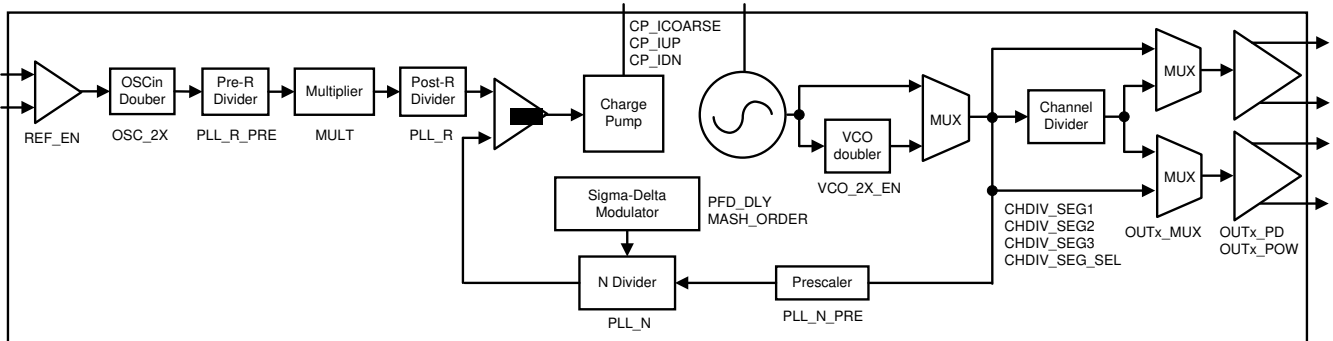 CP_ICOARSE
CP_IUP
CP_IDN
OSCin
Douber
Pre-R
Divider
Multiplier
Post-R
Divider
Charge
Pump
MUX
VCO
doubler
Channel
Divider
MUX
MUX
REF_EN
OSC_2X
PLL_R_PRE
MULT
PLL_R
VCO_2X_EN
Sigma-Delta
Modulator
PFD_DLY
MASH_ORDER
CHDIV_SEG1
CHDIV_SEG2
CHDIV_SEG3
CHDIV_SEG_SEL
OUTx_MUX
OUTx_PD
OUTx_POW
N Divider
PLL_N
Prescaler
PLL_N_PRE